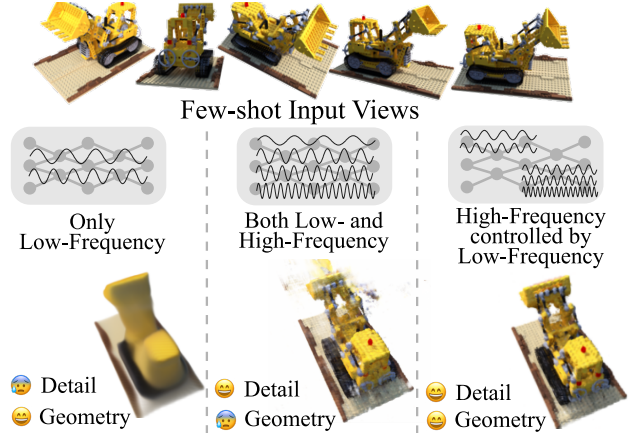 Few-shot Input Views
Only
Low-Frequency
Both Low- and
High-Frequency
High-Frequency
controlled by
Low-Frequency
Detail
Geometry
Detail
Geometry
Detail
Geometry